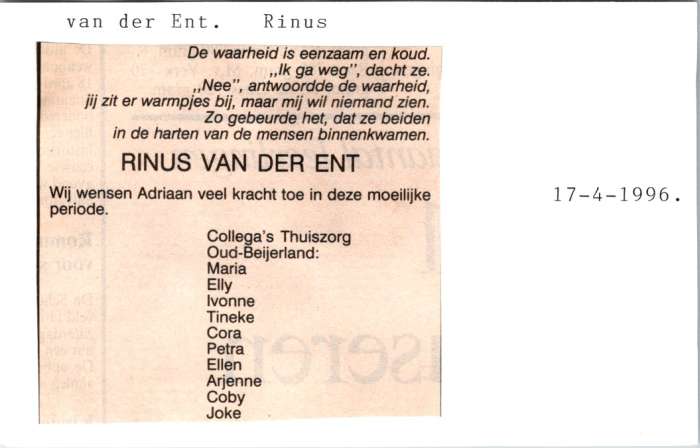 van der Ent. Rinus
De waarheid is eenzaam en koud.
„Ik ga weg", dacht ze.
„Nee", antwoordde de waarheid,
jij zit er warmpjes bij, maar mij wil niemand zien.
Zo gebeurde het, dat ze beiden
in de harten van de mensen binnenkwamen.
RINUS VAN DER ENT
Wij wensen Adriaan veel kracht toe in deze moeilijke
periode.
17-4-1996.
Collega's Thuiszorg
Oud-Beijerland:
Maria
Elly
Ivonne
Tineke
Cora
Petra
Ellen
Arjenne
Coby
Joke